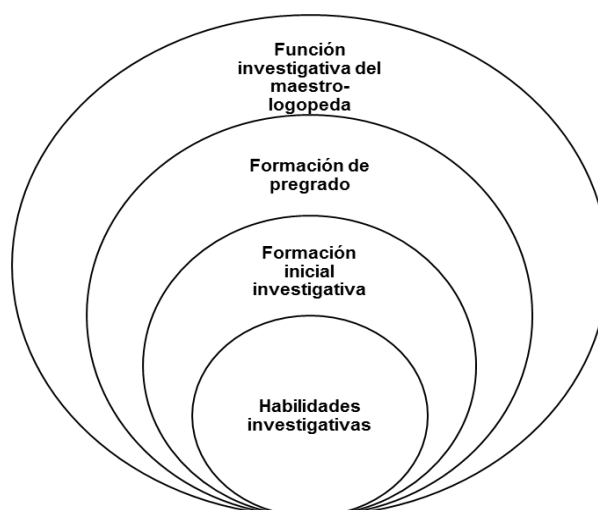 Función
investigativa del
maestro-
logopeda
Formación de
pregrado
Formación
inicial
investigativa
Habilidades
investigativas